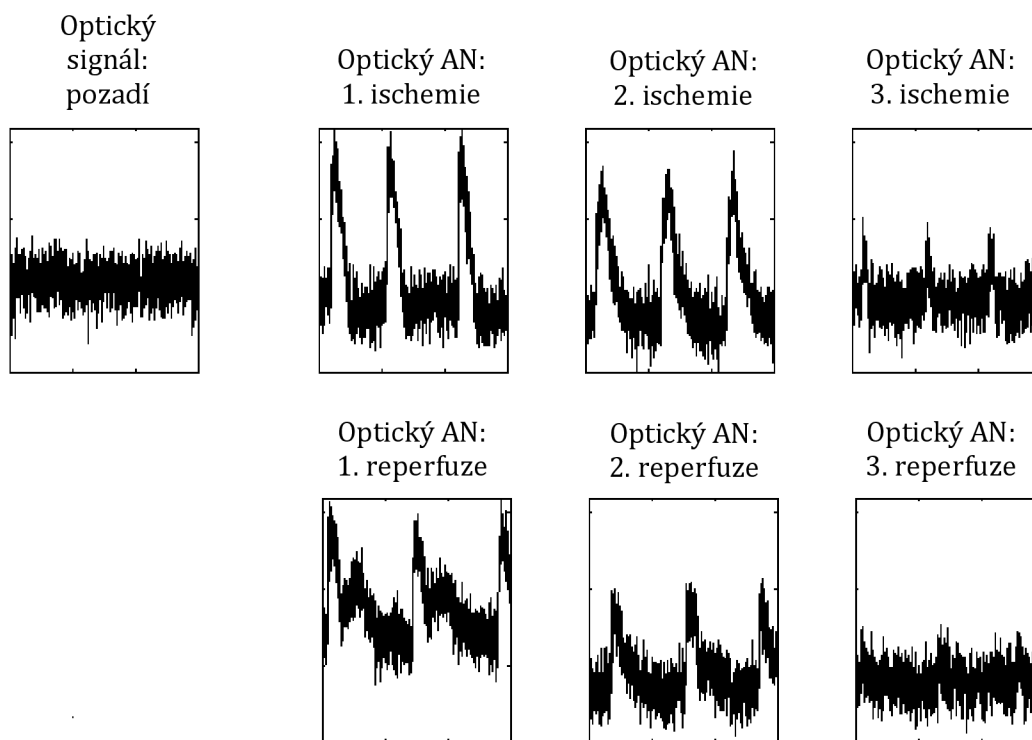 Optický
signál:
pozadí
Optický AN:
1. ischemie
Optický AN:
2. ischemie
Optický AN:
3. ischemie
Optický AN:
1. reperfuze
Optický AN:
2. reperfuze
Optický AN:
3. reperfuze